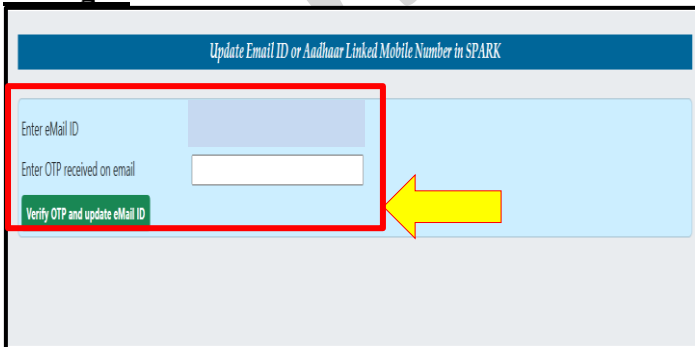 Update Email ID or Aadhaar Linked Mobile Number in SPARK
Enter eMail ID
Enter OTP received on email
Verify OTP and update eMail ID